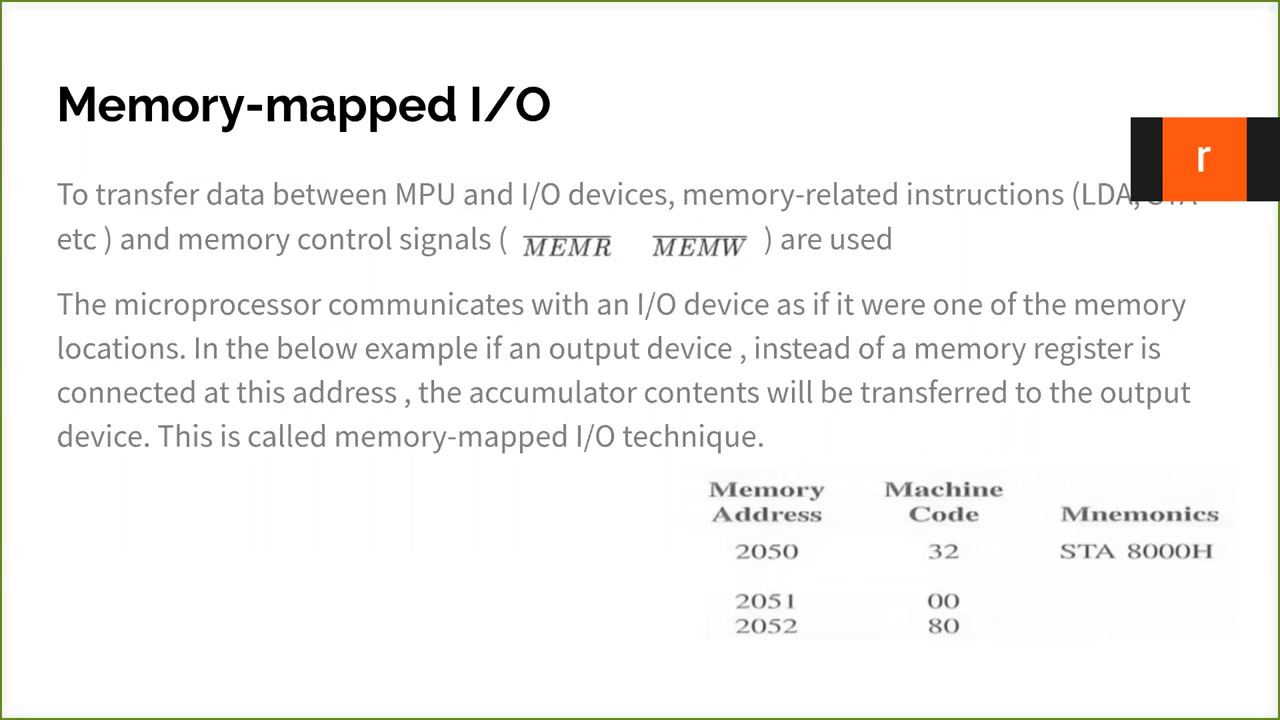 Memory-mapped I/O
r
To transfer data between MPU and I/O devices, memory-related instructions (LDA,
etc ) and memory control signals ( MEMR MEMW ) are used
The microprocessor communicates with an I/O device as if it were one of the memory
locations. In the below example if an output device , instead of a memory register is
connected at this address , the accumulator contents will be transferred to the output
device. This is called memory-mapped I/O technique.
Memory Address Machine Code Mnemonics
2050 32 STA 8000H
2051 00
2052 80